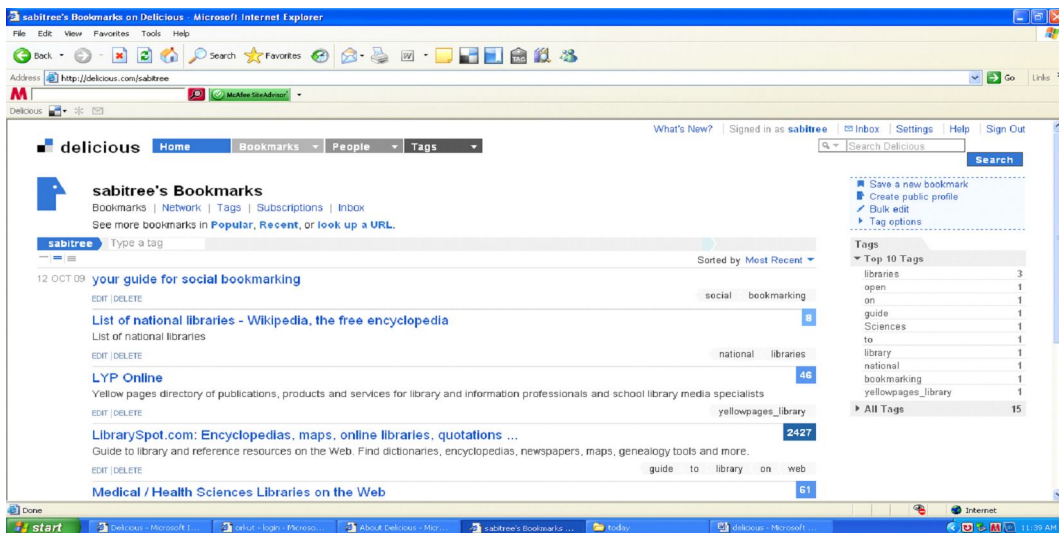 sabitree's Bookmarks on Delicious - Microsoft Internet Explorer
File Edit View Favorites Tools Help
Back Search Favorites TAG
Address http://delicious.com/sabitree Go Links
M McAfee SiteAdvisor
Delicious
What's New? Signed in as sabitree Inbox Settings Help Sign Out
delicious Home Bookmarks People Tags Search Delicious
Search
sabitree's Bookmarks
Bookmarks | Network | Tags | Subscriptions | Inbox
See more bookmarks in Popular, Recent, or look up a URL.
Save a new bookmark
Create public profile
Bulk edit
Tag options
sabitree Type a tag
Sorted by Most Recent
12 OCT 09 your guide for social bookmarking
EDIT | DELETE social bookmarking
List of national libraries - Wikipedia, the free encyclopedia 8
List of national libraries
EDIT | DELETE national libraries
LYP Online 46
Yellow pages directory of publications, products and services for library and information professionals and school library media specialists
EDIT | DELETE yellowpages_library
LibrarySpot.com: Encyclopedias, maps, online libraries, quotations ... 2427
Guide to library and reference resources on the Web. Find dictionaries, encyclopedias, newspapers, maps, genealogy tools and more.
EDIT | DELETE guide to library on web
Medical / Health Sciences Libraries on the Web 61
Tags
Top 10 Tags
libraries 3
open 1
on 1
guide 1
Sciences 1
to 1
library 1
national 1
bookmarking 1
yellowpages_library 1
All Tags 15
Done Internet
start Delicious - Microsoft I... orkut - login - Microso... About Delicious - Micr... sabitree's Bookmarks ... today delicious - Microsoft ... 11:39 AM